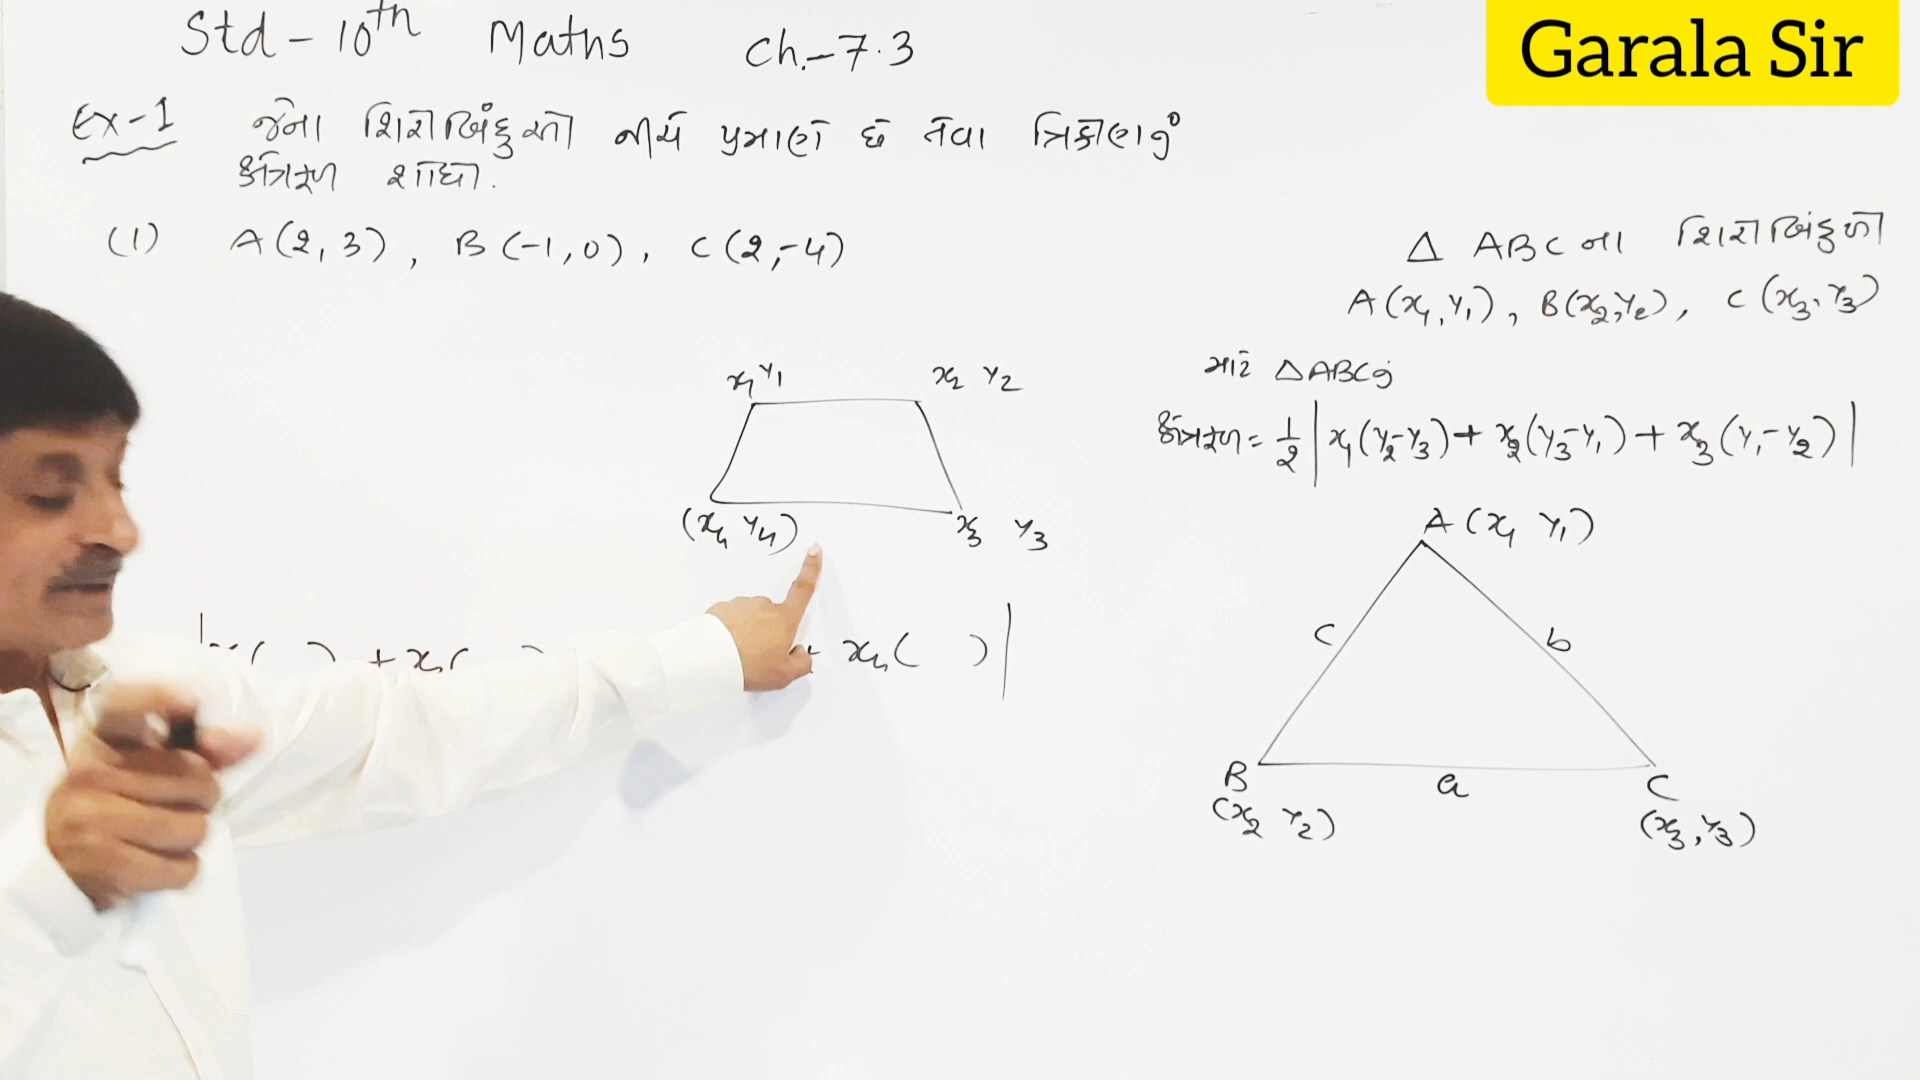 Std - 10th Maths Ch.-7.3
Garala Sir
Ex-1 જેના શિરોબિંદુઓ નીચે પ્રમાણે છે તેવા ત્રિકોણનું
ક્ષેત્રફળ શોધો.
(1) A(2,3), B(-1,0), C(2,-4)
△ ABC ના શિરોબિંદુઓ
A(x₁,y₁), B(x₂,y₂), C(x₃,y₃)
માટે △ABCનું
ક્ષેત્રફળ = 1/2 |x₁(y₂-y₃)+x₂(y₃-y₁)+x₃(y₁-y₂)|
x₁ y₁ x₂ y₂
(x₄ y₄) x₃ y₃
+ x₄( )|
A(x₁ y₁)
c b
B a C
(x₂ y₂) (x₃,y₃)